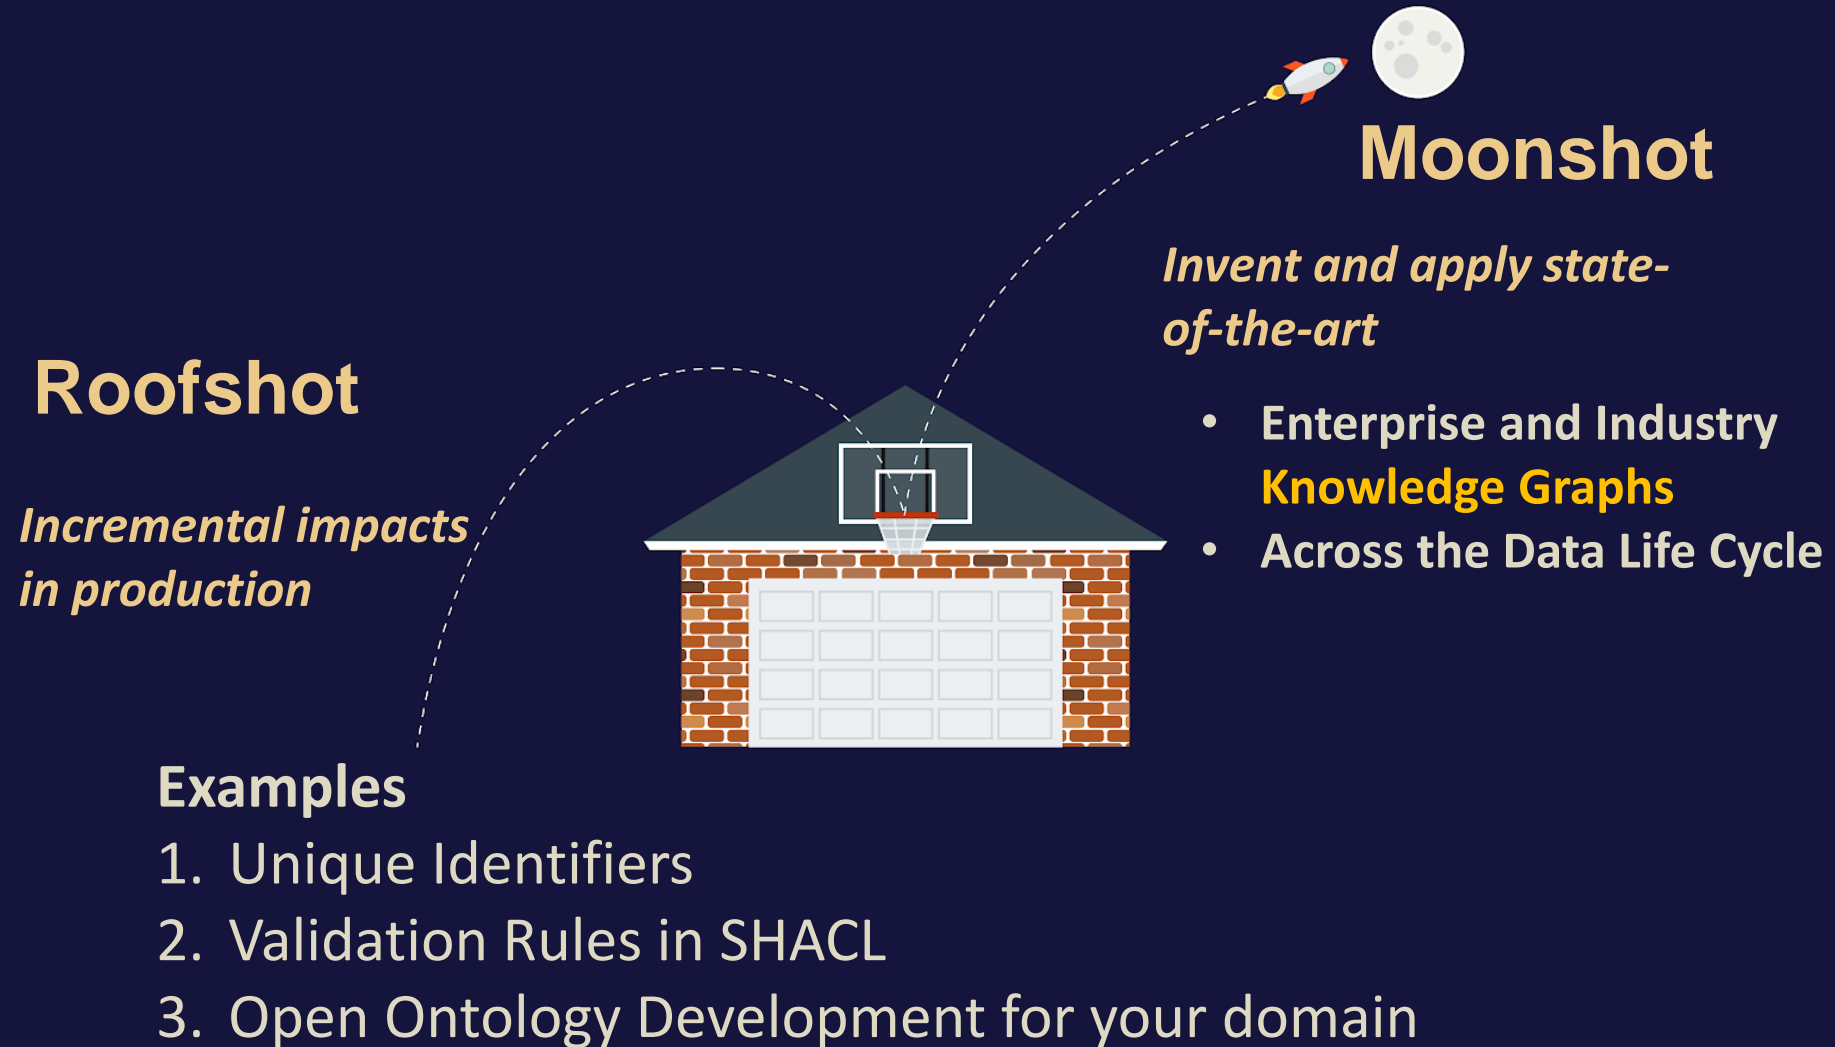 Moonshot
Invent and apply state-
of-the-art
• Enterprise and Industry
Knowledge Graphs
• Across the Data Life Cycle
Roofshot
Incremental impacts
in production
Examples
1. Unique Identifiers
2. Validation Rules in SHACL
3. Open Ontology Development for your domain